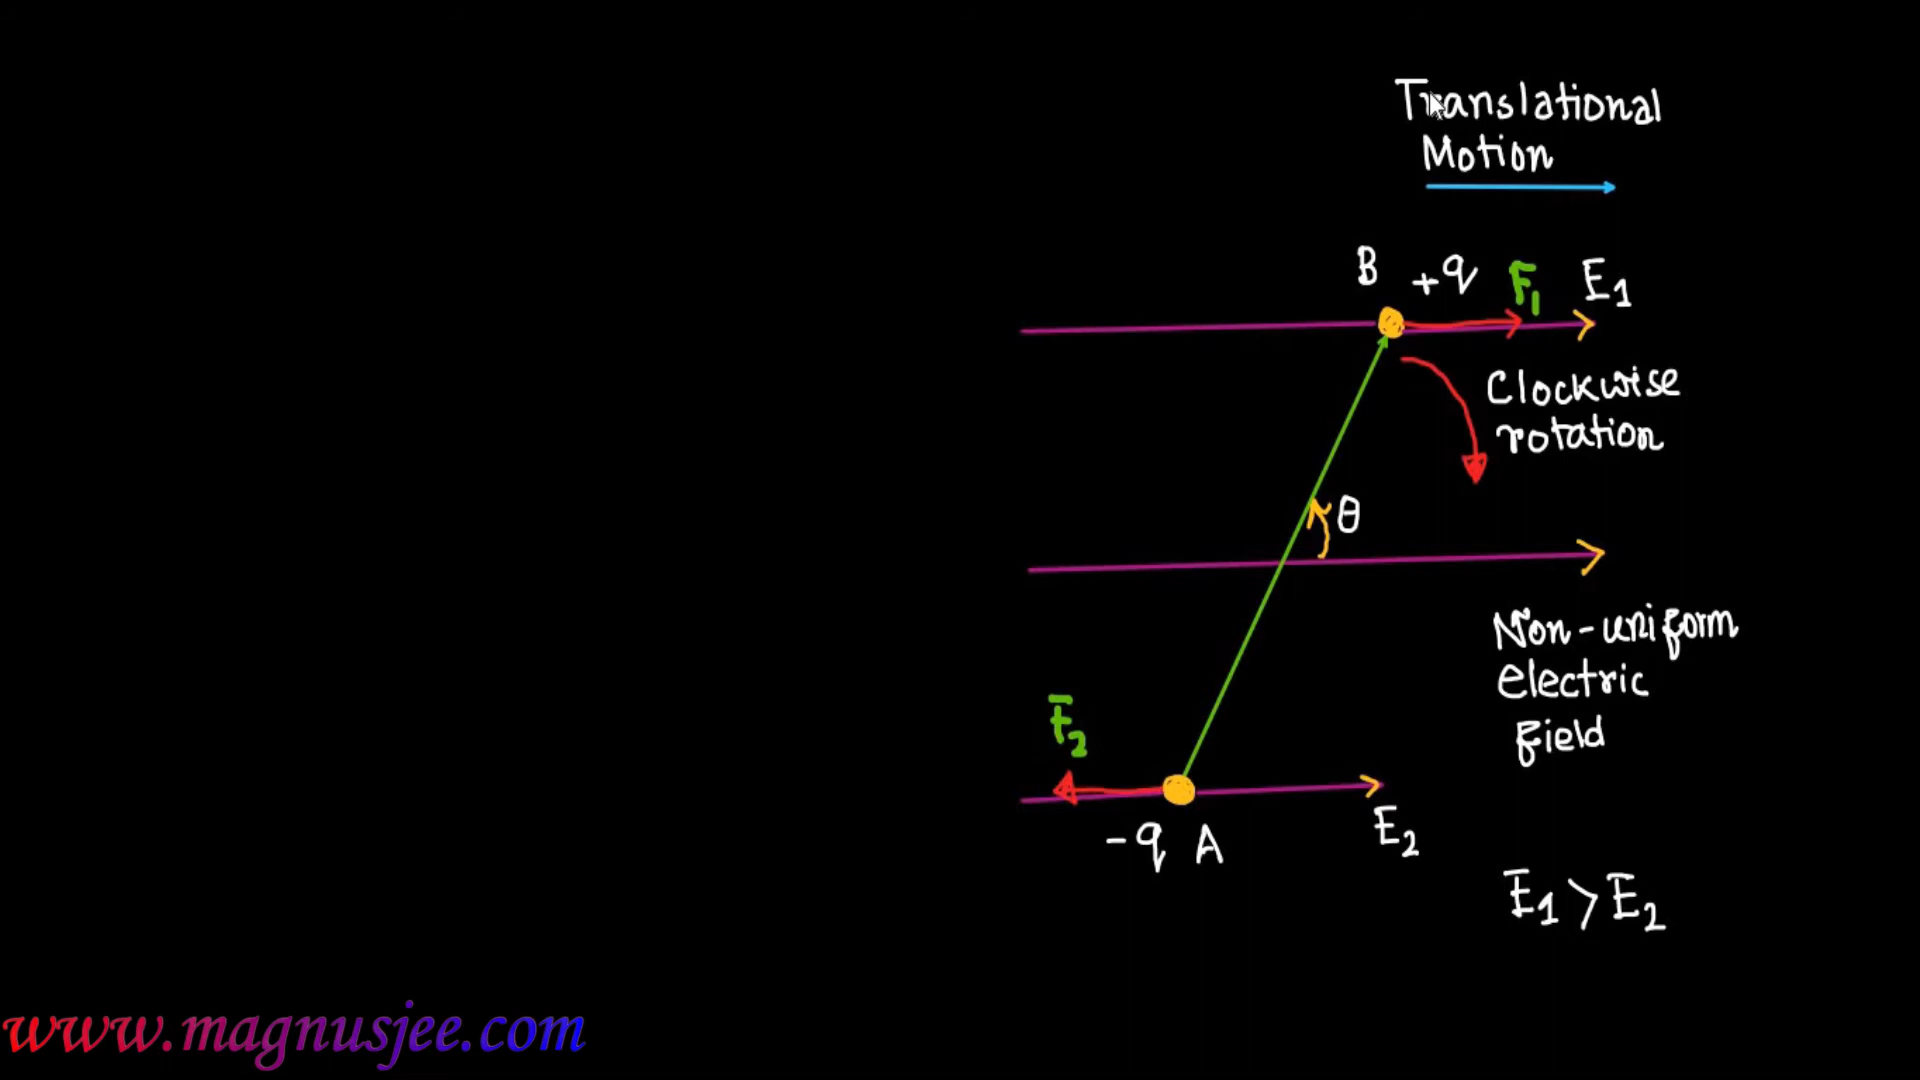 Translational
Motion
B +q F1 E1
Clockwise
rotation
θ
Non-uniform
electric
field
F2
-q A
E2
E1 > E2
www.magnusjee.com